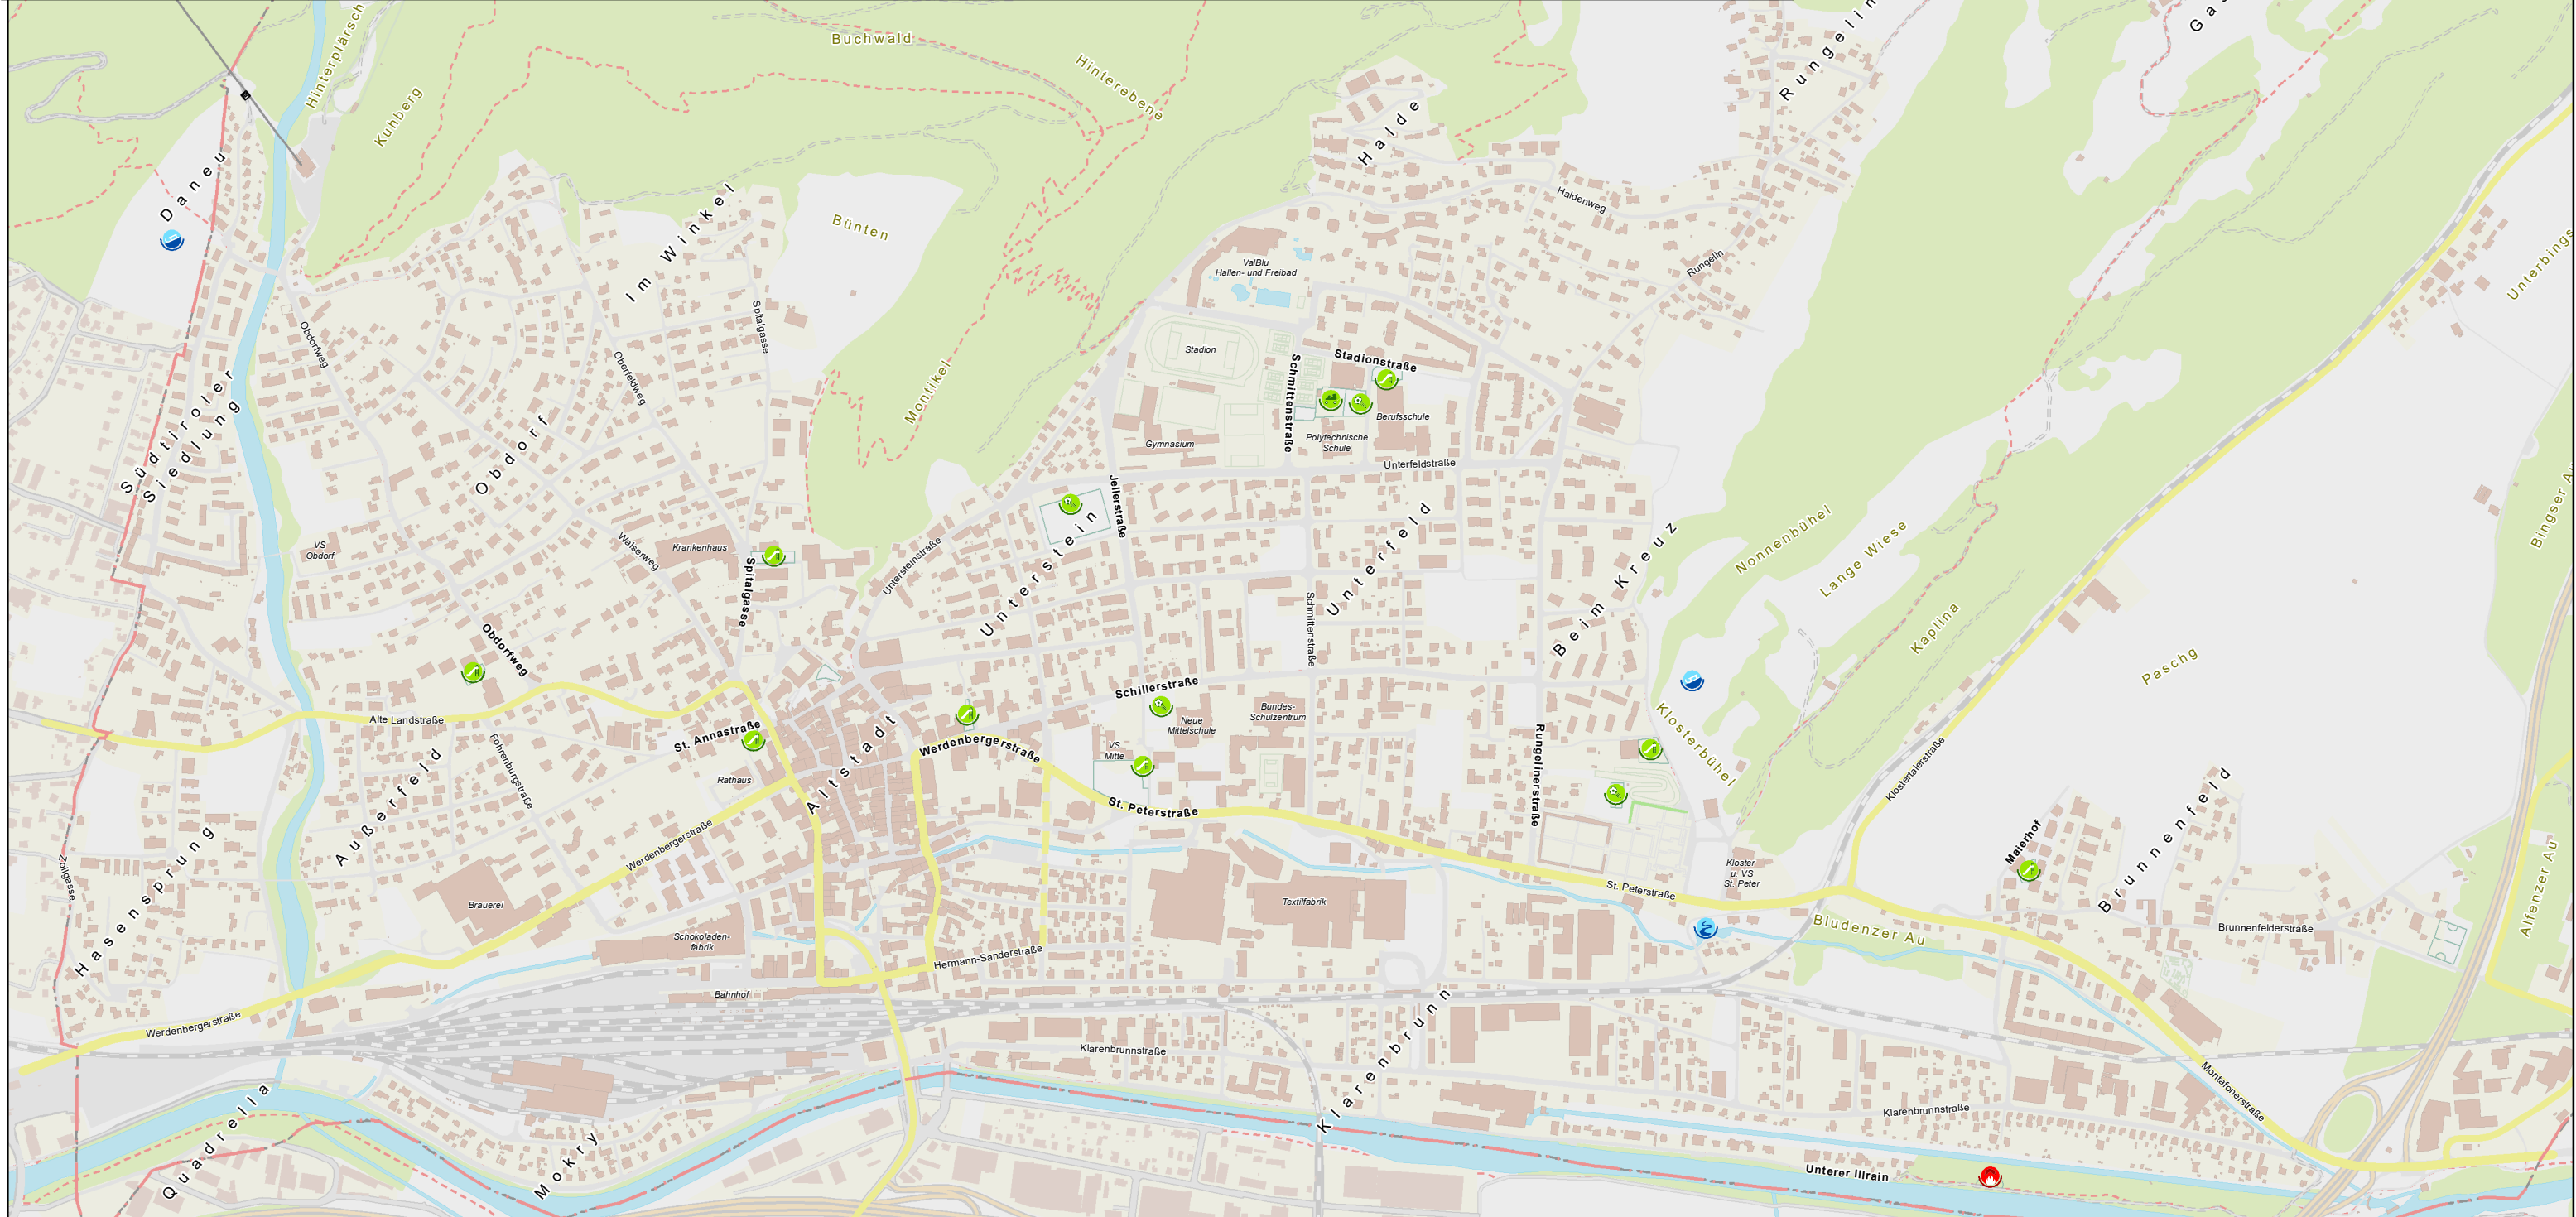 Hinterplärsch
Buchwald
Hinterebene
Kuhberg
Halde
Rungelin
Daneu
Im Winkel
Bünten
Haldenweg
ValBlu
Hallen- und Freibad
Rungelin
Obdorfweg
Spitalgasse
Oberfeldweg
Stadion
Stadionstraße
Schmittenstraße
Montikel
Südtiroler
Siedlung
Obdorf
Berufsschule
Polytechnische
Schule
Gymnasium
Unterfeldstraße
Jellerstraße
Unterstein
Unterfeld
Beim Kreuz
Nonnenbühel
Lange Wiese
Kaplina
Paschg
VS
Obdorf
Walserweg
Krankenhaus
Spitalgasse
Untersteinstraße
Schmittenstraße
Obdorfweg
Alte Landstraße
St. Annastraße
Rathaus
Altstadt
Schillerstraße
Werdenbergerstraße
Neue
Mittelschule
Bundes-
Schulzentrum
VS
Mitte
St. Peterstraße
Rungelinerstraße
Klosterbühel
Klostertalerstraße
Außerfeld
Fohrenburgstraße
Werdenbergerstraße
Zollgasse
Hasensprung
Brauerei
Schokoladen-
fabrik
Hermann-Sanderstraße
Textilfabrik
St. Peterstraße
Kloster
u. VS
St. Peter
Bludenzer Au
Maierhof
Brunnenfeld
Brunnenfelderstraße
Alfenzer Au
Bahnhof
Werdenbergerstraße
Klarenbrunnstraße
Klarenbrunn
Klarenbrunnstraße
Montafonerstraße
Quadrella
Mokry
Unterer Illrain